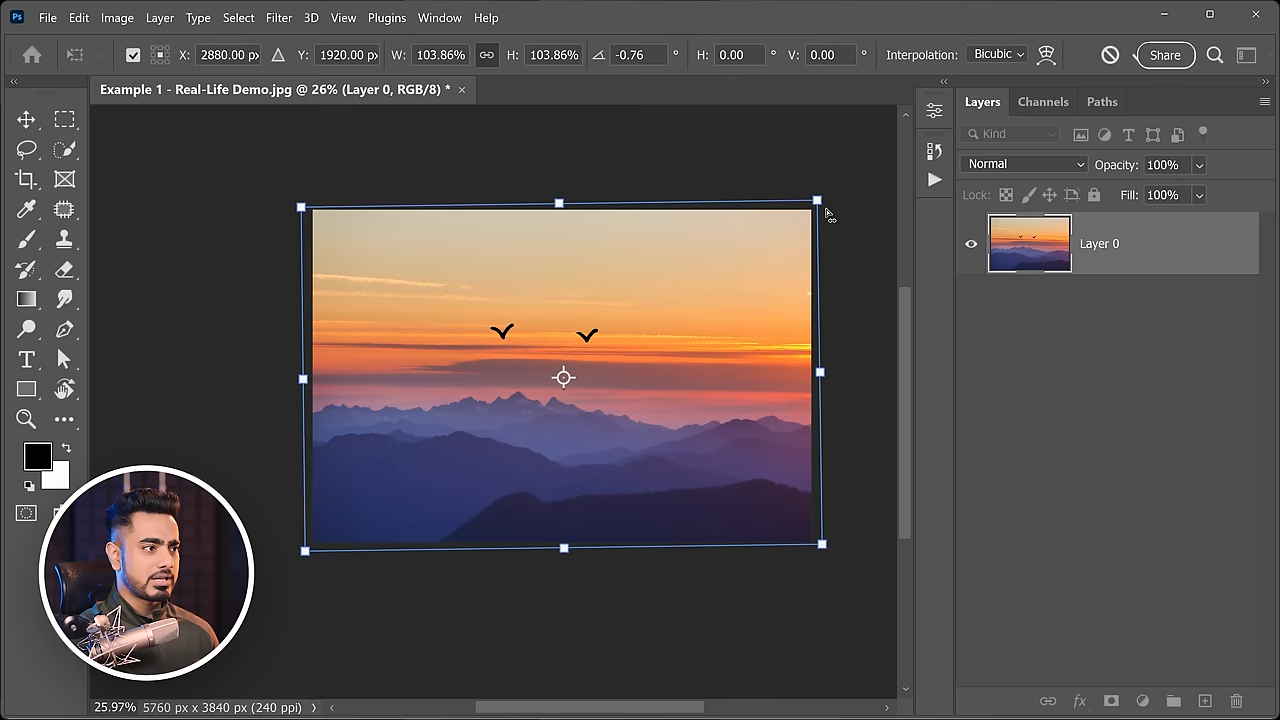 Ps File Edit Image Layer Type Select Filter 3D View Plugins Window Help
X: 2880.00 px Y: 1920.00 px W: 103.86% H: 103.86% -0.76 ° H: 0.00 ° V: 0.00 ° Interpolation: Bicubic Share
Example 1 - Real-Life Demo.jpg @ 26% (Layer 0, RGB/8) * ×
Layers Channels Paths
Kind
Normal Opacity: 100%
Lock: Fill: 100%
Layer 0
25.97% 5760 px x 3840 px (240 ppi)